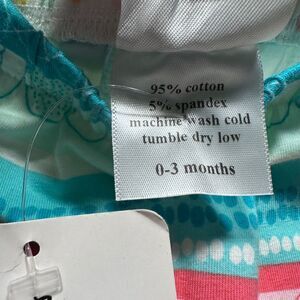 95% cotton
5% spandex
machine wash cold
tumble dry low
0-3 months